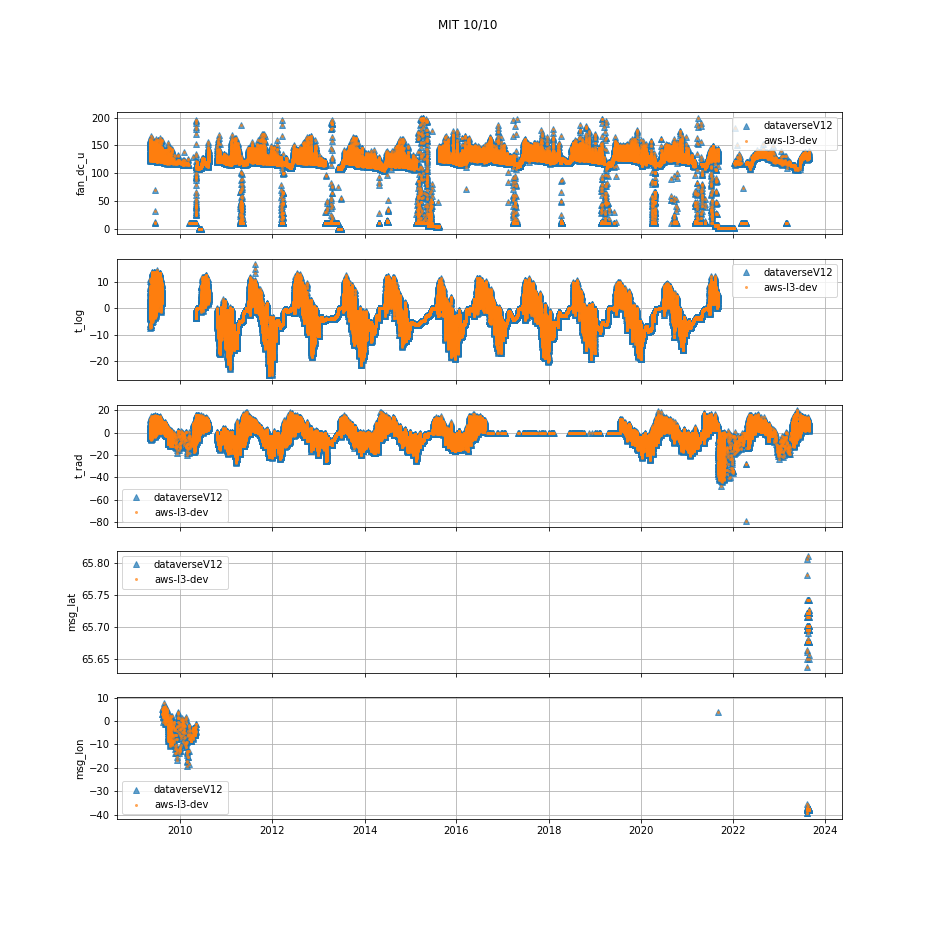 MIT 10/10
200
150
100
50
0
fan_dc_u
dataverseV12
aws-l3-dev
10
0
−10
−20
t_log
dataverseV12
aws-l3-dev
20
0
−20
−40
−60
−80
t_rad
dataverseV12
aws-l3-dev
65.80
65.75
65.70
65.65
msg_lat
dataverseV12
aws-l3-dev
10
0
−10
−20
−30
−40
msg_lon
dataverseV12
aws-l3-dev
2010 2012 2014 2016 2018 2020 2022 2024